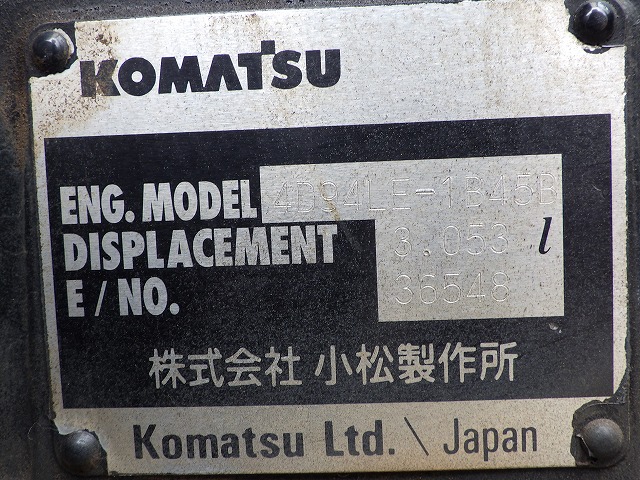 KOMATSU
ENG. MODEL 4D94LE-1B45B
DISPLACEMENT 3.053 l
E / NO. 36548
株式会社 小松製作所
Komatsu Ltd. \ Japan